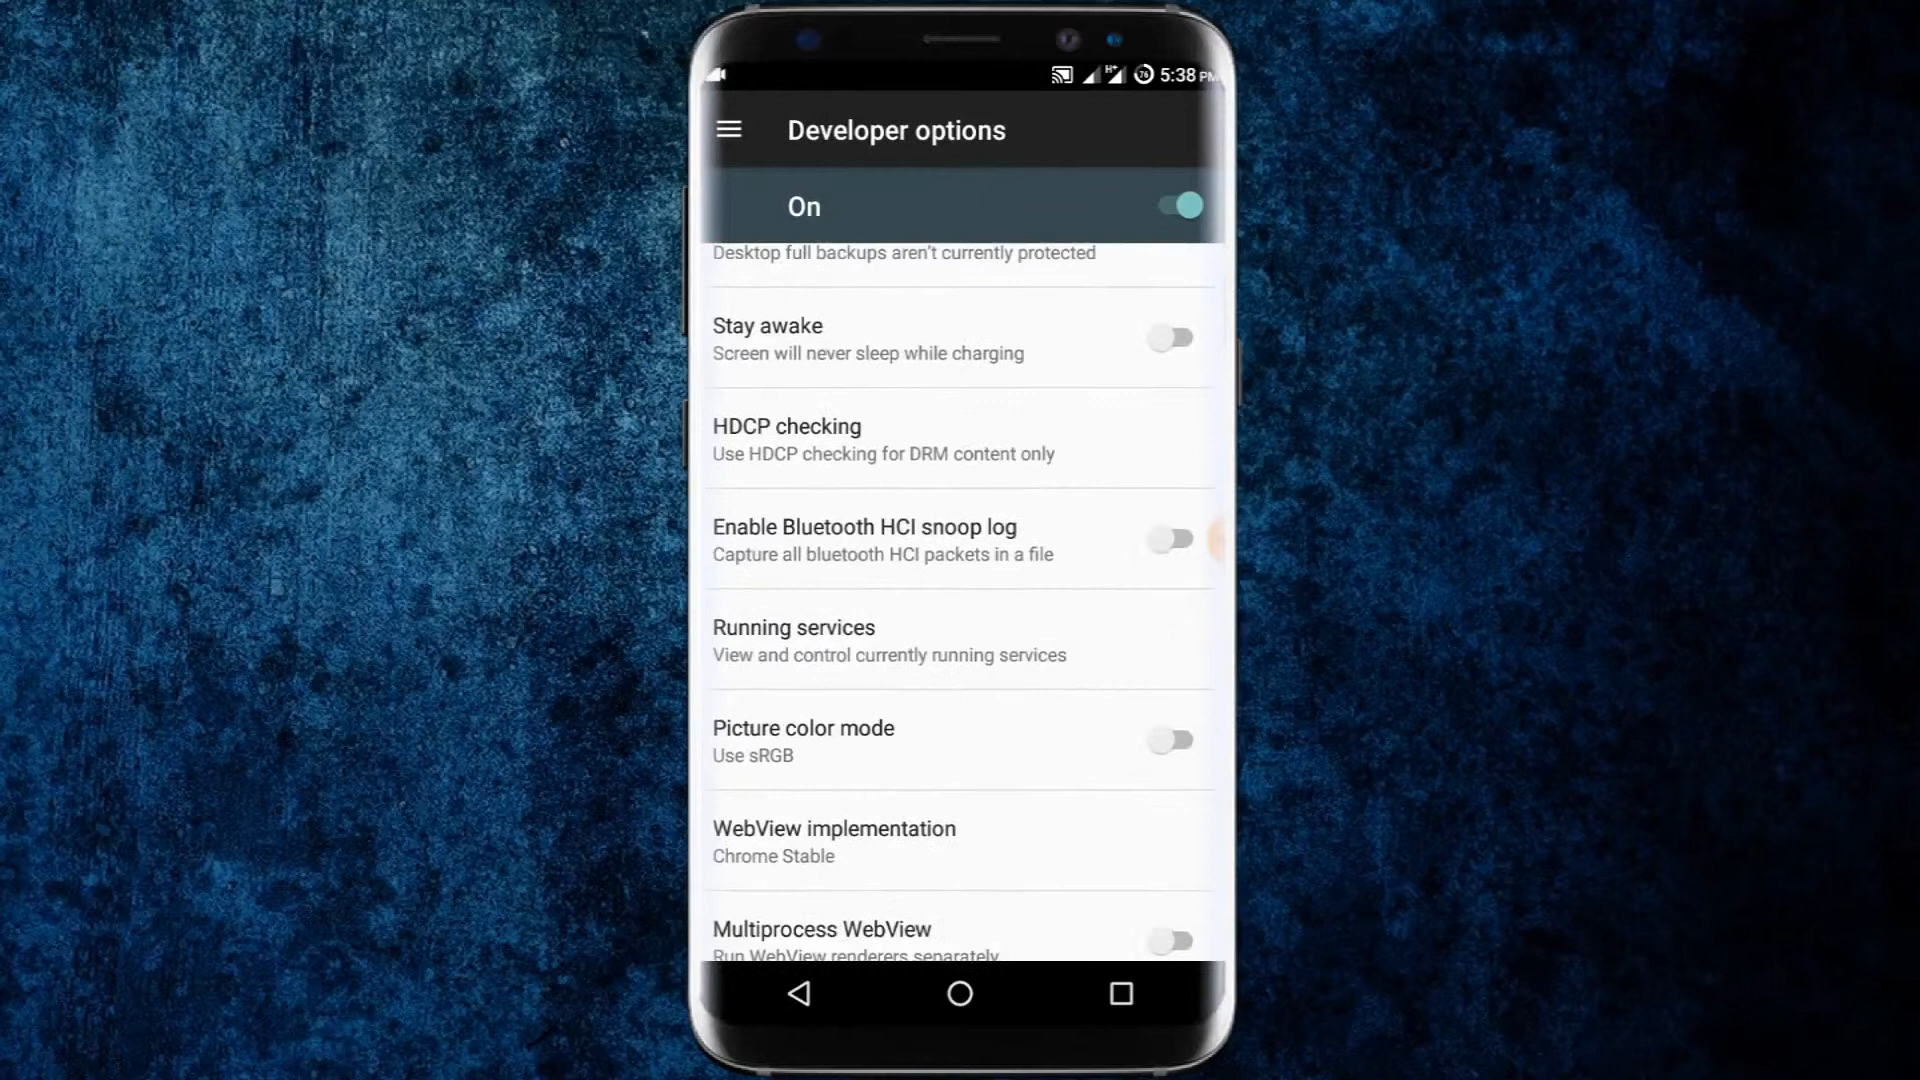 H+ 76 5:38 PM
Developer options
On
Desktop full backups aren't currently protected
Stay awake
Screen will never sleep while charging
HDCP checking
Use HDCP checking for DRM content only
Enable Bluetooth HCI snoop log
Capture all bluetooth HCI packets in a file
Running services
View and control currently running services
Picture color mode
Use sRGB
WebView implementation
Chrome Stable
Multiprocess WebView
Run WebView renderers separately